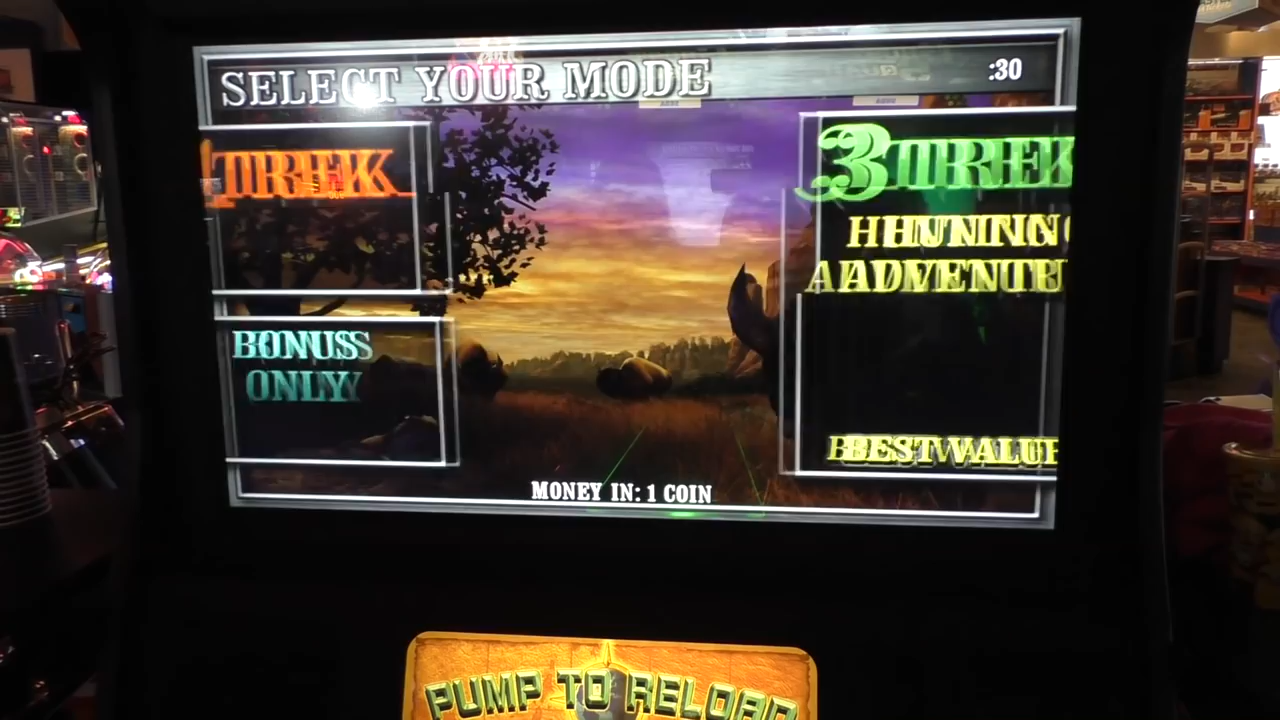 SELECT YOUR MODE
:30
TREK
3 TREK
HUNTING
ADVENTU
BONUS
ONLY
BEST VALUE
MONEY IN: 1 COIN
PUMP TO RELOAD